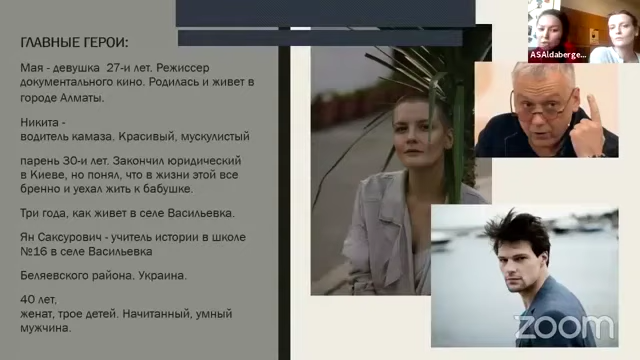 ASAldaberge...
ГЛАВНЫЕ ГЕРОИ:
Мая - девушка 27-и лет. Режиссер
документального кино. Родилась и живет в
городе Алматы.
Никита -
водитель камаза. Красивый, мускулистый
парень 30-и лет. Закончил юридический
в Киеве, но понял, что в жизни этой все
бренно и уехал жить к бабушке.
Три года, как живет в селе Васильевка.
Ян Саксурович - учитель истории в школе
№16 в селе Васильевка
Беляевского района. Украина.
40 лет,
женат, трое детей. Начитанный, умный
мужчина.
zoom